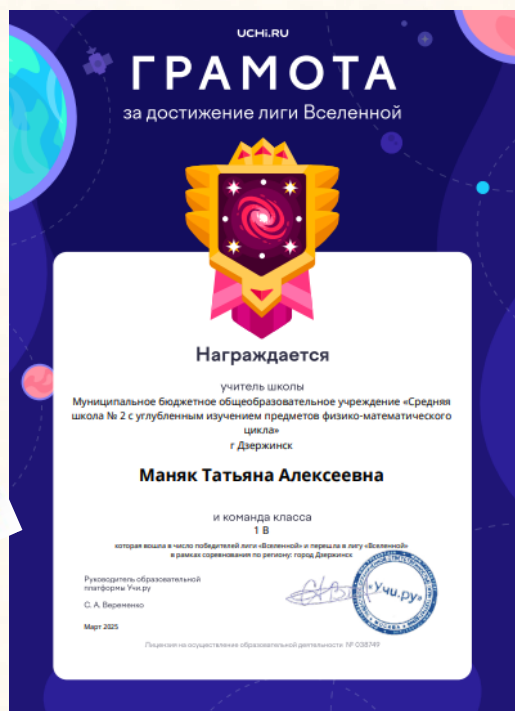 UCHi.RU
ГРАМОТА
за достижение лиги Вселенной
Награждается
учитель школы
Муниципальное бюджетное общеобразовательное учреждение «Средняя
школа № 2 с углубленным изучением предметов физико-математического
цикла»
г Дзержинск
Маняк Татьяна Алексеевна
и команда класса
1 В
которая вошла в число победителей лиги «Вселенной» и перешла в лигу «Вселенной»
в рамках соревнования по региону: город Дзержинск
Руководитель образовательной
платформы Учи.ру
С. А. Веременко
«Учи.ру»
Март 2025
Лицензия на осуществление образовательной деятельности № 038749